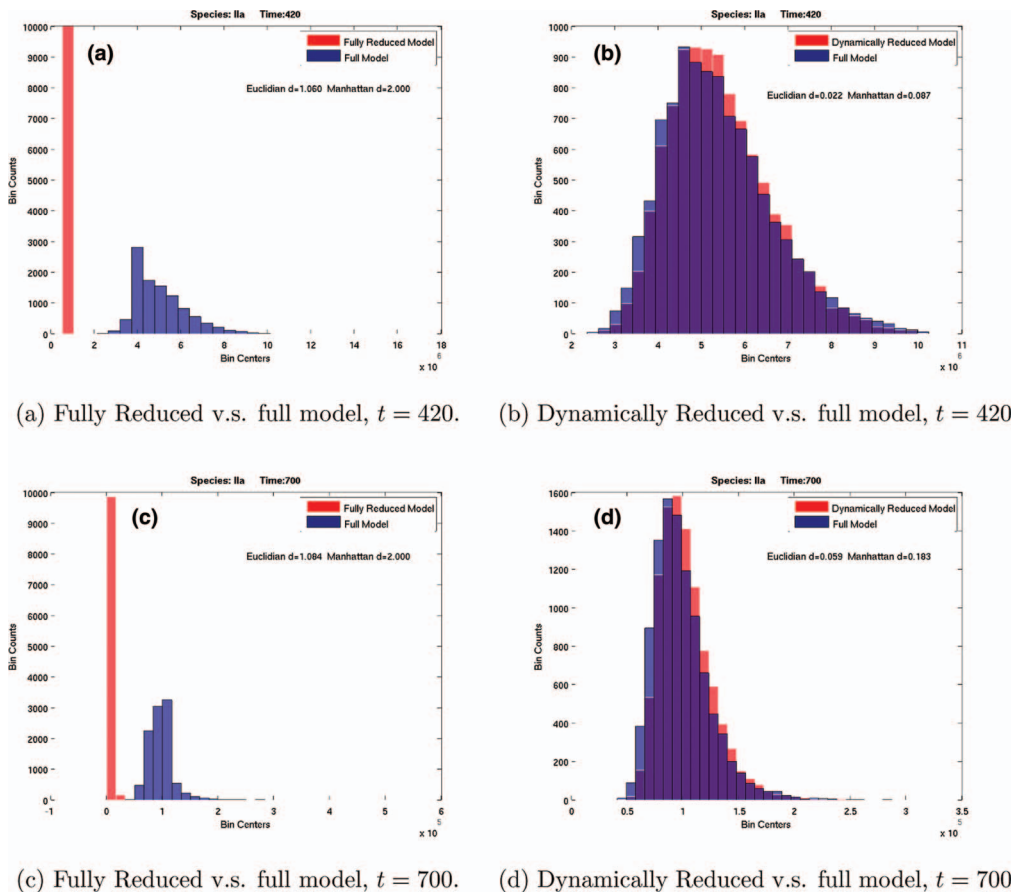 Species: IIa Time:420
10000
9000
8000
7000
6000
5000
4000
3000
2000
1000
0
Bin Counts
(a)
Fully Reduced Model
Full Model
Euclidian d=1.060 Manhattan d=2.000
0 2 4 6 8 10 12 14 16 18
Bin Centers
x 10^6
Species: IIa Time:420
1000
900
800
700
600
500
400
300
200
100
0
Bin Counts
(b)
Dynamically Reduced Model
Full Model
Euclidian d=0.022 Manhattan d=0.087
2 3 4 5 6 7 8 9 10 11
Bin Centers
x 10^6
(a) Fully Reduced v.s. full model, t = 420.
(b) Dynamically Reduced v.s. full model, t = 420
Species: IIa Time:700
10000
9000
8000
7000
6000
5000
4000
3000
2000
1000
0
Bin Counts
(c)
Fully Reduced Model
Full Model
Euclidian d=1.084 Manhattan d=2.000
-1 0 1 2 3 4 5 6
Bin Centers
x 10^5
Species: IIa Time:700
1600
1400
1200
1000
800
600
400
200
0
Bin Counts
(d)
Dynamically Reduced Model
Full Model
Euclidian d=0.059 Manhattan d=0.183
0 0.5 1 1.5 2 2.5 3 3.5
Bin Centers
x 10^5
(c) Fully Reduced v.s. full model, t = 700.
(d) Dynamically Reduced v.s. full model, t = 700